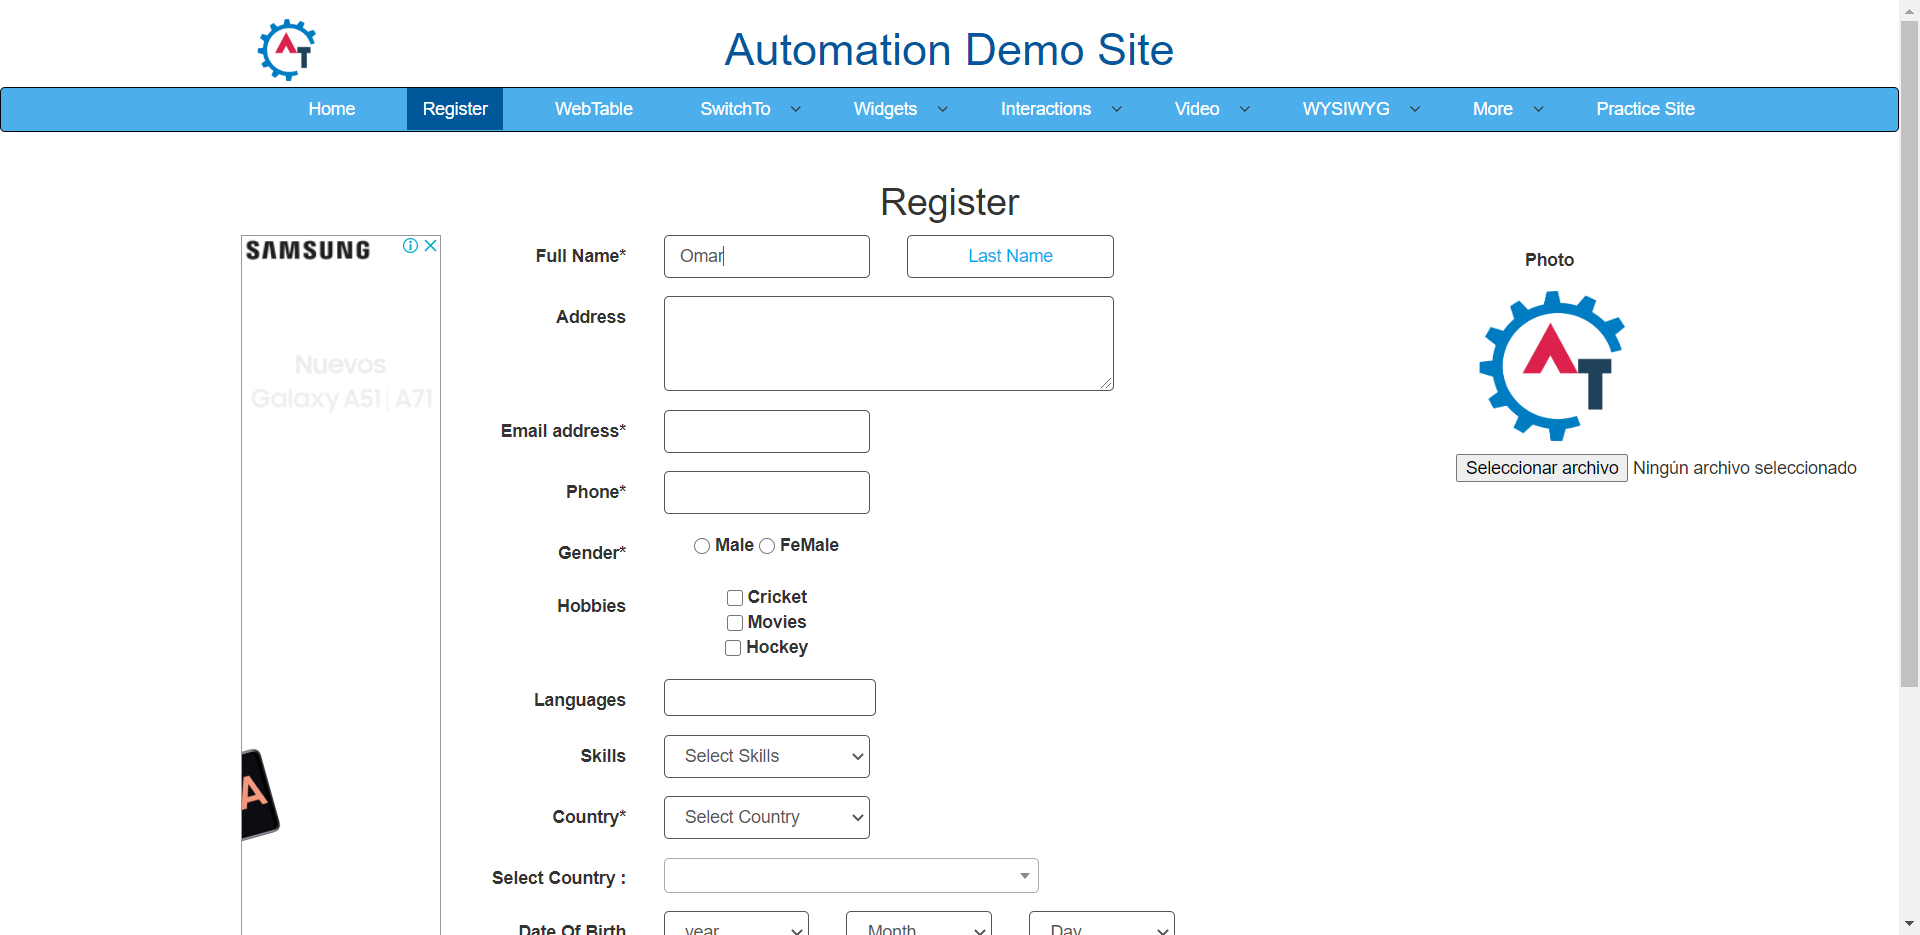 AT
Automation Demo Site
Home Register WebTable SwitchTo Widgets Interactions Video WYSIWYG More Practice Site
Register
SAMSUNG
Nuevos
Galaxy A51 | A71
A
Full Name* Omar Last Name
Address
Email address*
Phone*
Gender* Male FeMale
Hobbies Cricket
Movies
Hockey
Languages
Skills Select Skills
Country* Select Country
Select Country :
Date Of Birth year Month Day
Photo
AT
Seleccionar archivo Ningún archivo seleccionado